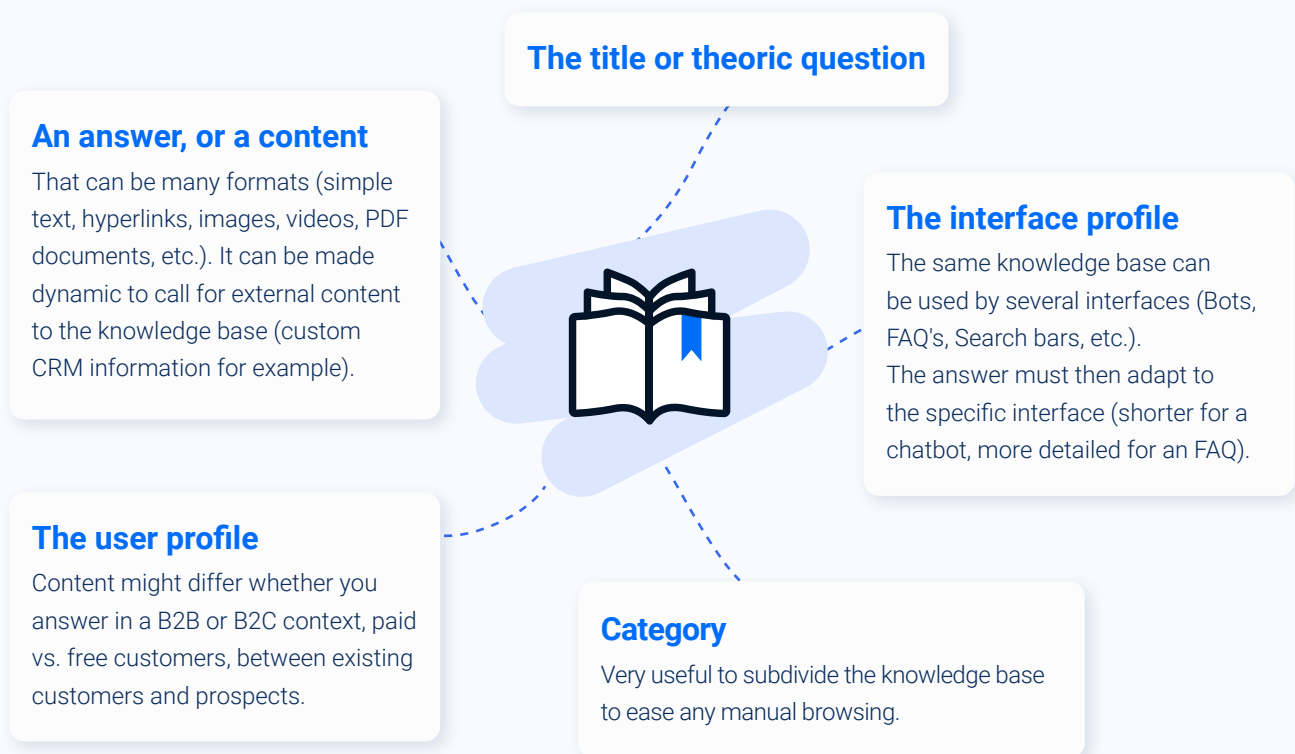 The title or theoric question
An answer, or a content
That can be many formats (simple
text, hyperlinks, images, videos, PDF
documents, etc.). It can be made
dynamic to call for external content
to the knowledge base (custom
CRM information for example).
The interface profile
The same knowledge base can
be used by several interfaces (Bots,
FAQ's, Search bars, etc.).
The answer must then adapt to
the specific interface (shorter for a
chatbot, more detailed for an FAQ).
The user profile
Content might differ whether you
answer in a B2B or B2C context, paid
vs. free customers, between existing
customers and prospects.
Category
Very useful to subdivide the knowledge base
to ease any manual browsing.